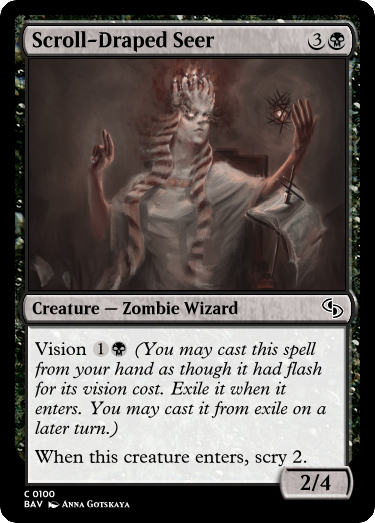 Scroll-Draped Seer 3
Creature — Zombie Wizard
Vision 1 (You may cast this spell
from your hand as though it had flash
for its vision cost. Exile it when it
enters. You may cast it from exile on a
later turn.)
When this creature enters, scry 2.
2/4
C 0100
BAV Anna Gotskaya